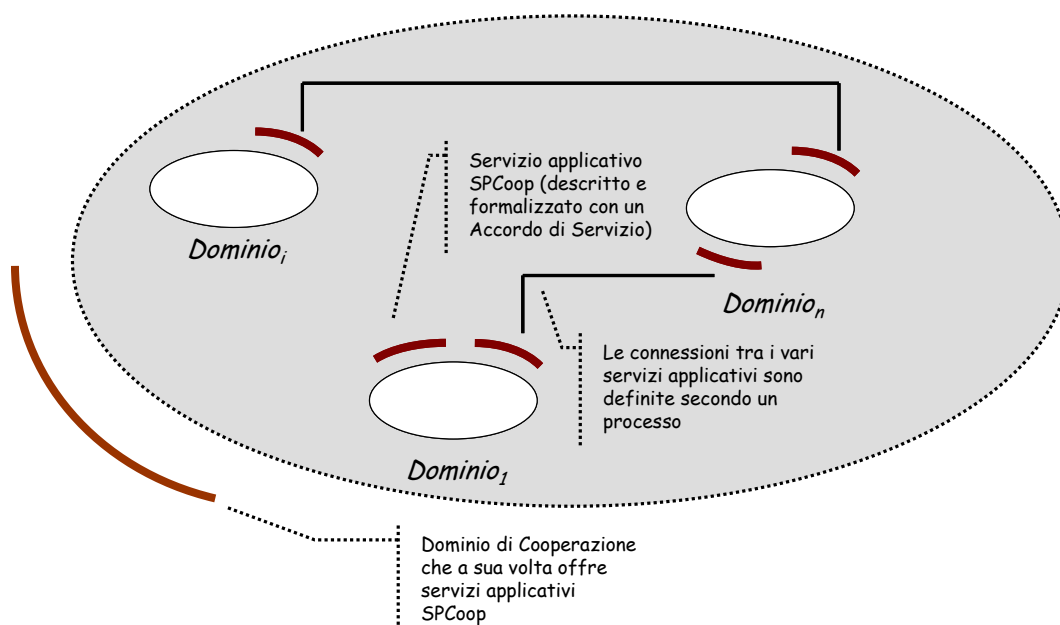 Servizio applicativo
SPCoop (descritto e
formalizzato con un
Accordo di Servizio)
Dominioᵢ
Dominioₙ
Le connessioni tra i vari
servizi applicativi sono
definite secondo un
processo
Dominio₁
Dominio di Cooperazione
che a sua volta offre
servizi applicativi
SPCoop